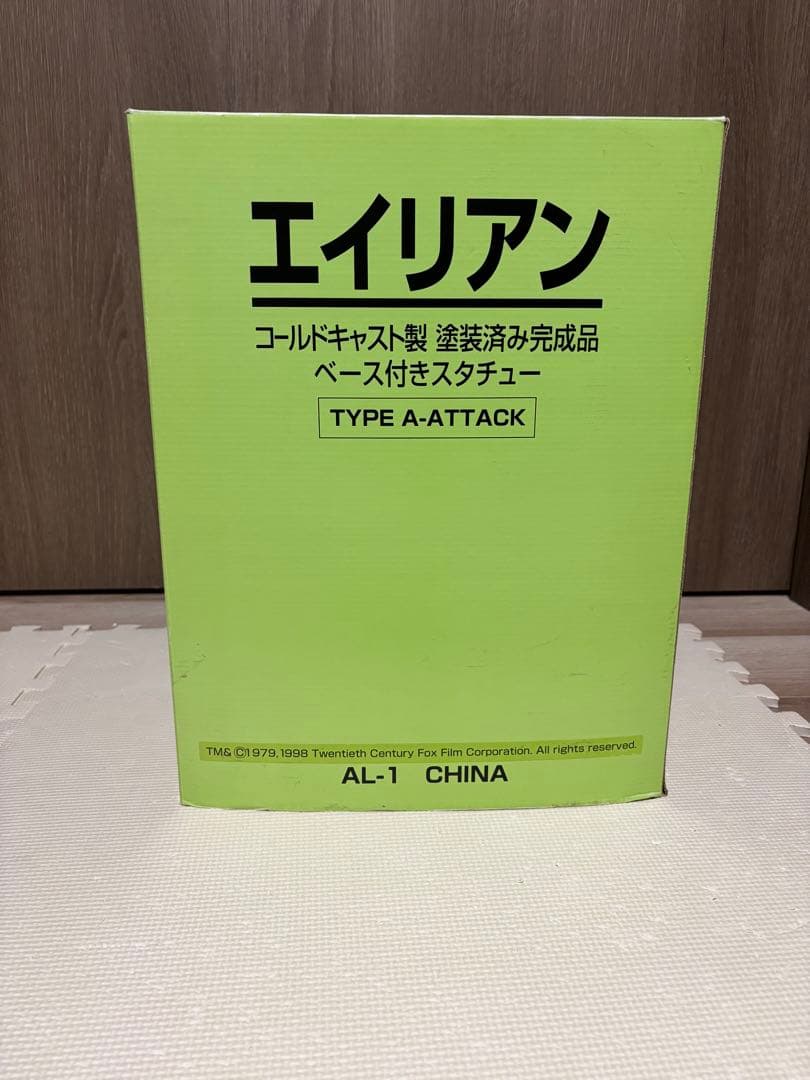 エイリアン
コールドキャスト製 塗装済み完成品
ベース付きスタチュー
TYPE A-ATTACK
TM& ©1979,1998 Twentieth Century Fox Film Corporation. All rights reserved.
AL-1 CHINA